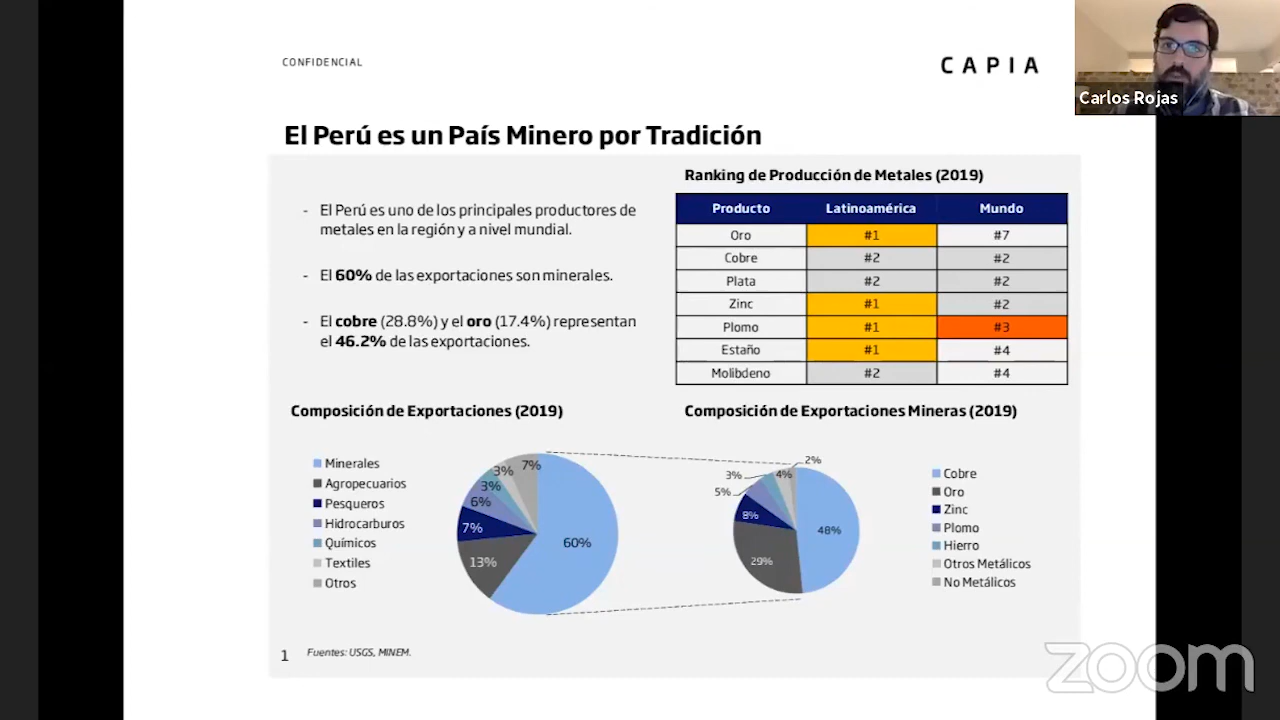 CONFIDENCIAL
CAPIA
Carlos Rojas
El Perú es un País Minero por Tradición
- El Perú es uno de los principales productores de
metales en la región y a nivel mundial.
- El 60% de las exportaciones son minerales.
- El cobre (28.8%) y el oro (17.4%) representan
el 46.2% de las exportaciones.
Ranking de Producción de Metales (2019)
Producto Latinoamérica Mundo
Oro #1 #7
Cobre #2 #2
Plata #2 #2
Zinc #1 #2
Plomo #1 #3
Estaño #1 #4
Molibdeno #2 #4
Composición de Exportaciones (2019)
Minerales
Agropecuarios
Pesqueros
Hidrocarburos
Químicos
Textiles
Otros
7%
3%
3%
6%
7%
13%
60%
Composición de Exportaciones Mineras (2019)
2%
4%
3%
5%
8%
29%
48%
Cobre
Oro
Zinc
Plomo
Hierro
Otros Metálicos
No Metálicos
1 Fuentes: USGS, MINEM.
zoom